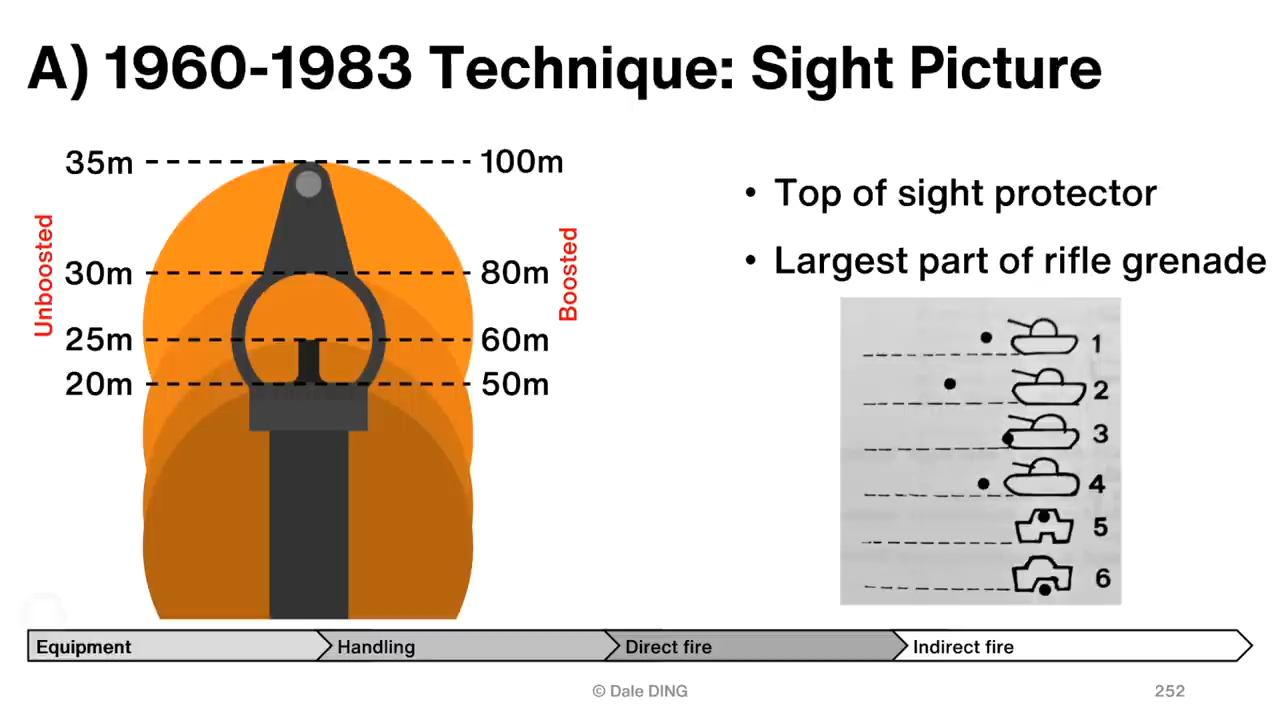 A) 1960-1983 Technique: Sight Picture
35m
100m
Unboosted
Boosted
30m
80m
25m
60m
20m
50m
• Top of sight protector
• Largest part of rifle grenade
1
2
3
4
5
6
Equipment
Handling
Direct fire
Indirect fire
© Dale DING
252